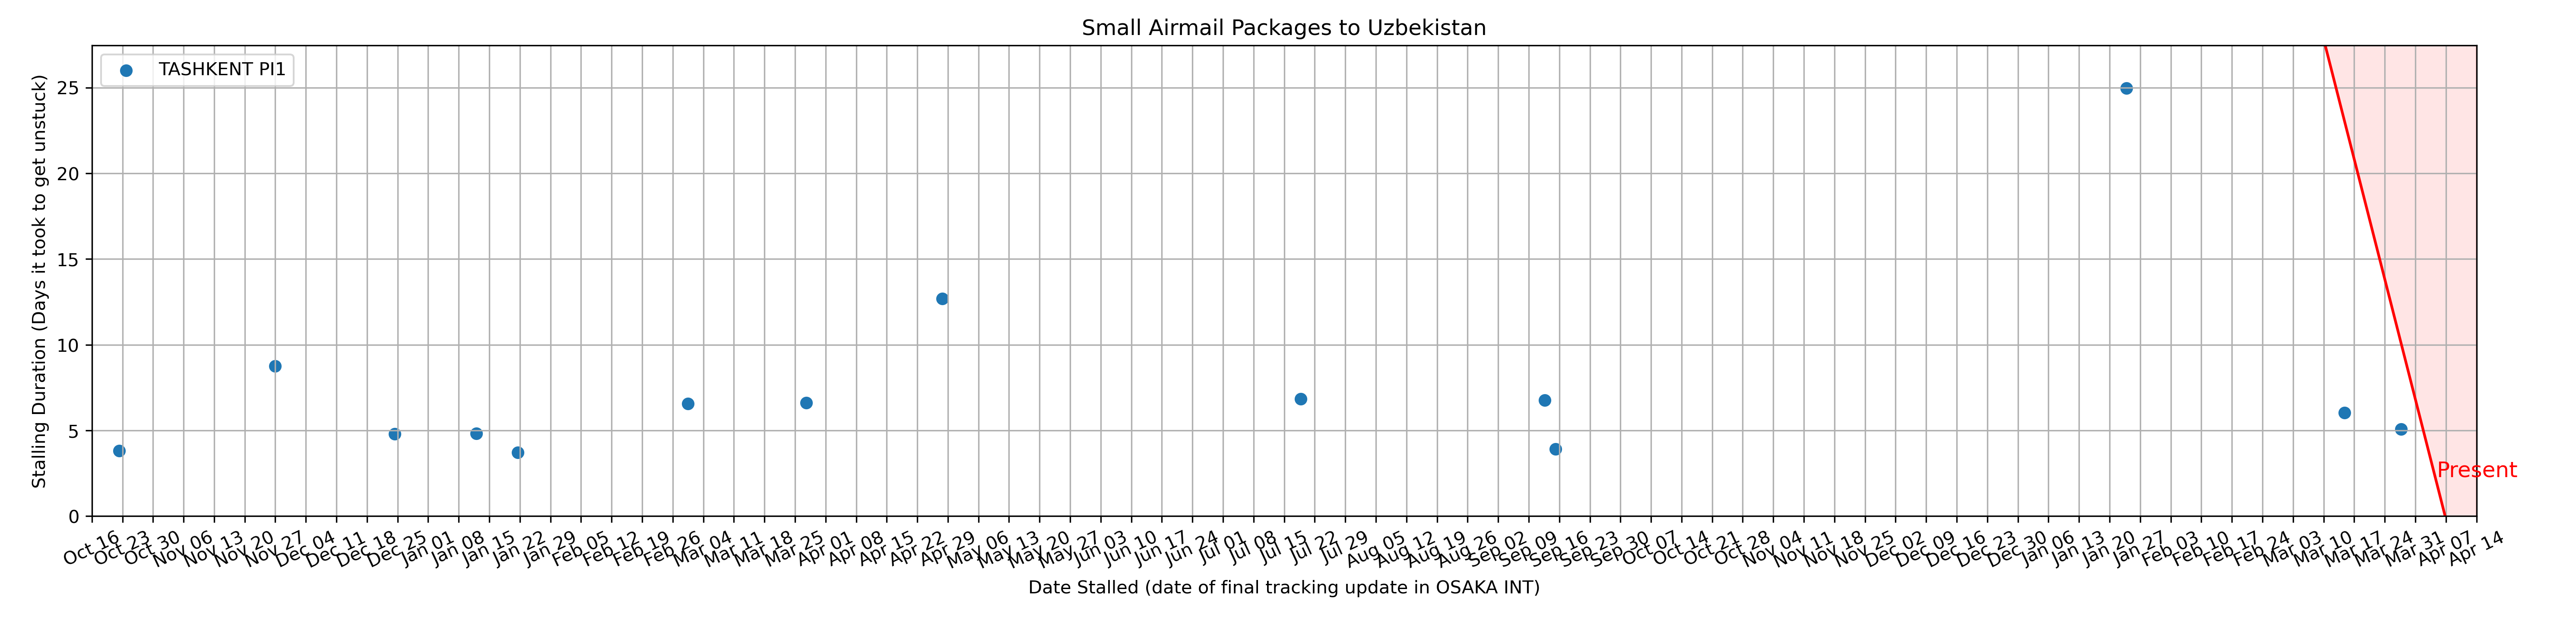 Small Airmail Packages to Uzbekistan
TASHKENT PI1
Stalling Duration (Days it took to get unstuck)
25
20
15
10
5
0
Present
Oct 16
Oct 23
Oct 30
Nov 06
Nov 13
Nov 20
Nov 27
Dec 04
Dec 11
Dec 18
Dec 25
Jan 01
Jan 08
Jan 15
Jan 22
Jan 29
Feb 05
Feb 12
Feb 19
Feb 26
Mar 04
Mar 11
Mar 18
Mar 25
Apr 01
Apr 08
Apr 15
Apr 22
Apr 29
May 06
May 13
May 20
May 27
Jun 03
Jun 10
Jun 17
Jun 24
Jul 01
Jul 08
Jul 15
Jul 22
Jul 29
Aug 05
Aug 12
Aug 19
Aug 26
Sep 02
Sep 09
Sep 16
Sep 23
Sep 30
Oct 07
Oct 14
Oct 21
Oct 28
Nov 04
Nov 11
Nov 18
Nov 25
Dec 02
Dec 09
Dec 16
Dec 23
Dec 30
Jan 06
Jan 13
Jan 20
Jan 27
Feb 03
Feb 10
Feb 17
Feb 24
Mar 03
Mar 10
Mar 17
Mar 24
Mar 31
Apr 07
Apr 14
Date Stalled (date of final tracking update in OSAKA INT)